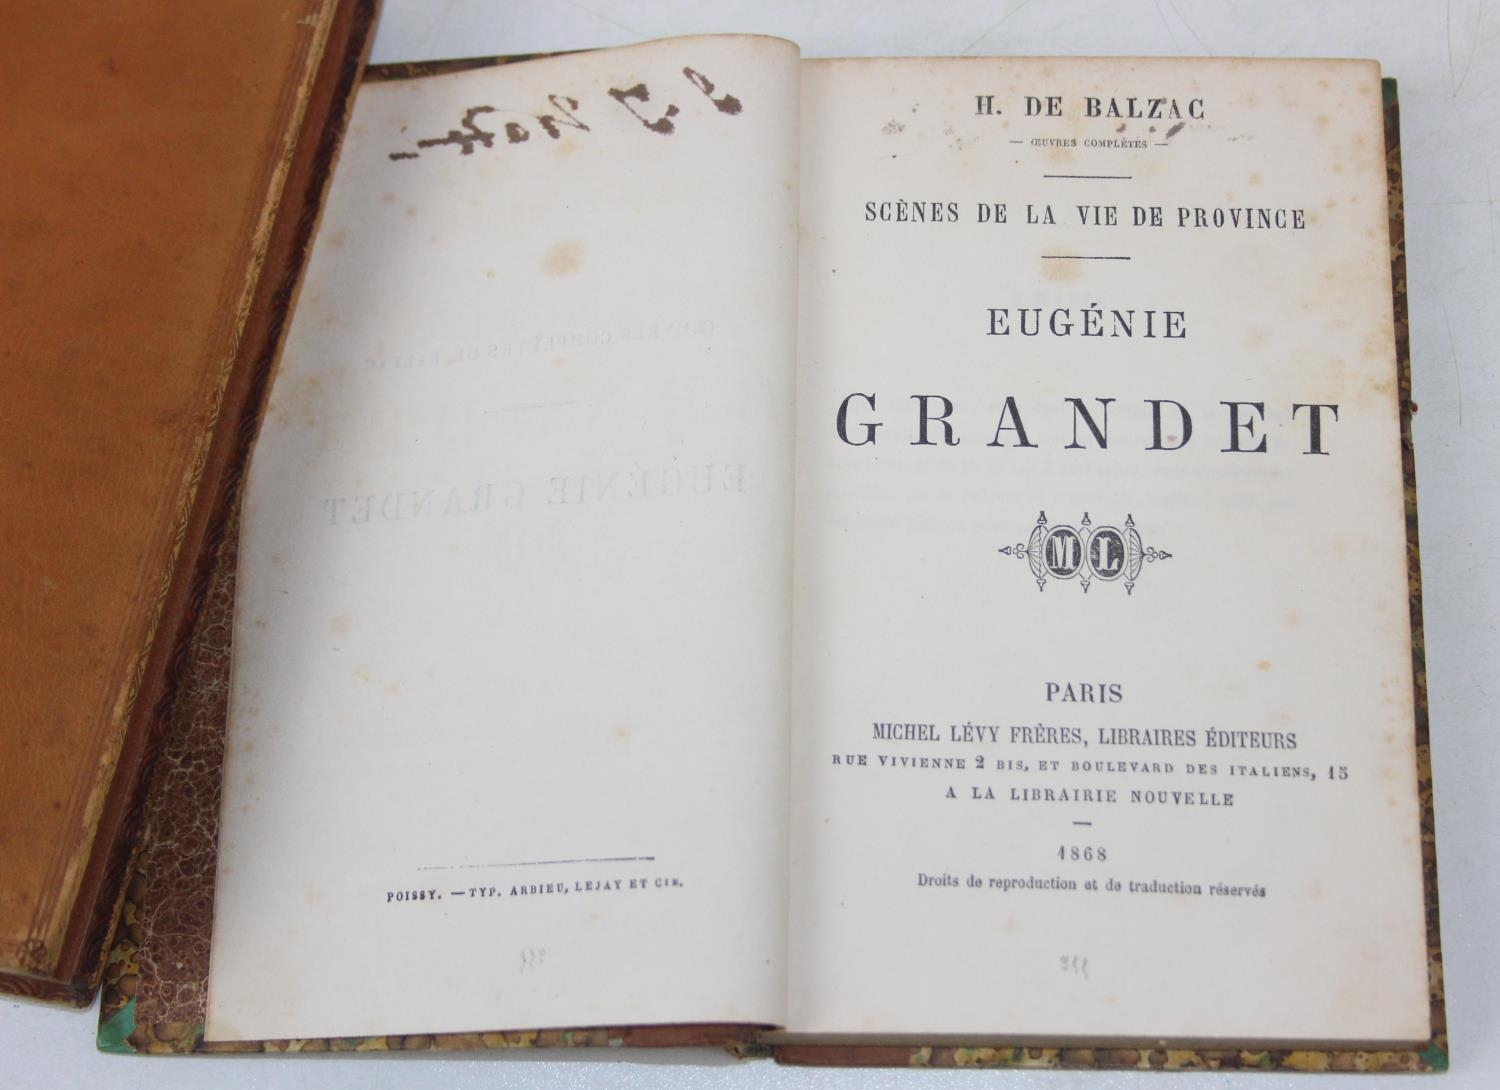 POISSY. — TYP. ARBIEU, LEJAY ET CIE.
H. DE BALZAC
— ŒUVRES COMPLÈTES —
SCÈNES DE LA VIE DE PROVINCE
EUGÉNIE
GRANDET
ML
PARIS
MICHEL LÉVY FRÈRES, LIBRAIRES ÉDITEURS
RUE VIVIENNE 2 BIS, ET BOULEVARD DES ITALIENS, 15
A LA LIBRAIRIE NOUVELLE
—
1868
Droits de reproduction et de traduction réservés